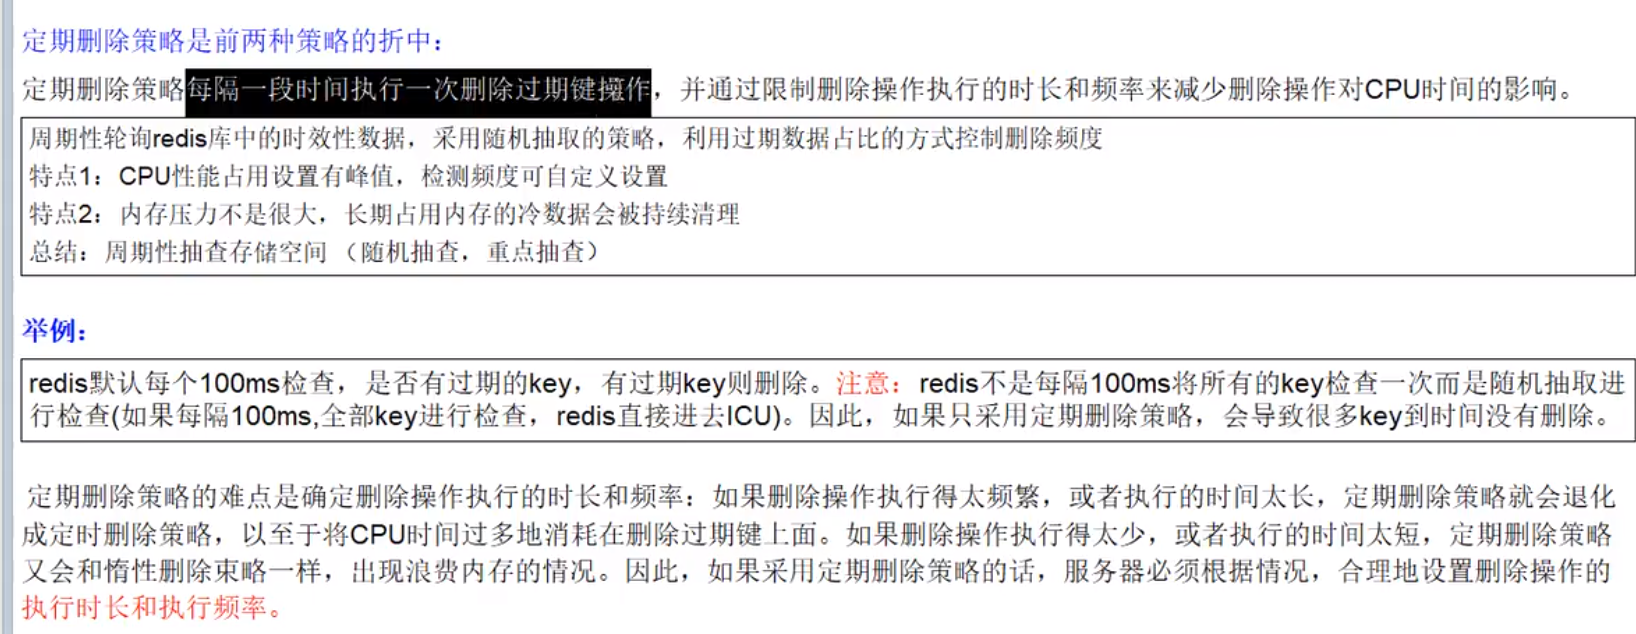 定期删除策略是前两种策略的折中：
定期删除策略每隔一段时间执行一次删除过期键操作，并通过限制删除操作执行的时长和频率来减少删除操作对CPU时间的影响。
周期性轮询redis库中的时效性数据，采用随机抽取的策略，利用过期数据占比的方式控制删除频度
特点1：CPU性能占用设置有峰值，检测频度可自定义设置
特点2：内存压力不是很大，长期占用内存的冷数据会被持续清理
总结：周期性抽查存储空间 （随机抽查，重点抽查）
举例：
redis默认每个100ms检查，是否有过期的key，有过期key则删除。注意：redis不是每隔100ms将所有的key检查一次而是随机抽取进
行检查(如果每隔100ms,全部key进行检查，redis直接进去ICU)。因此，如果只采用定期删除策略，会导致很多key到时间没有删除。
定期删除策略的难点是确定删除操作执行的时长和频率：如果删除操作执行得太频繁，或者执行的时间太长，定期删除策略就会退化
成定时删除策略，以至于将CPU时间过多地消耗在删除过期键上面。如果删除操作执行得太少，或者执行的时间太短，定期删除策略
又会和惰性删除束略一样，出现浪费内存的情况。因此，如果采用定期删除策略的话，服务器必须根据情况，合理地设置删除操作的
执行时长和执行频率。